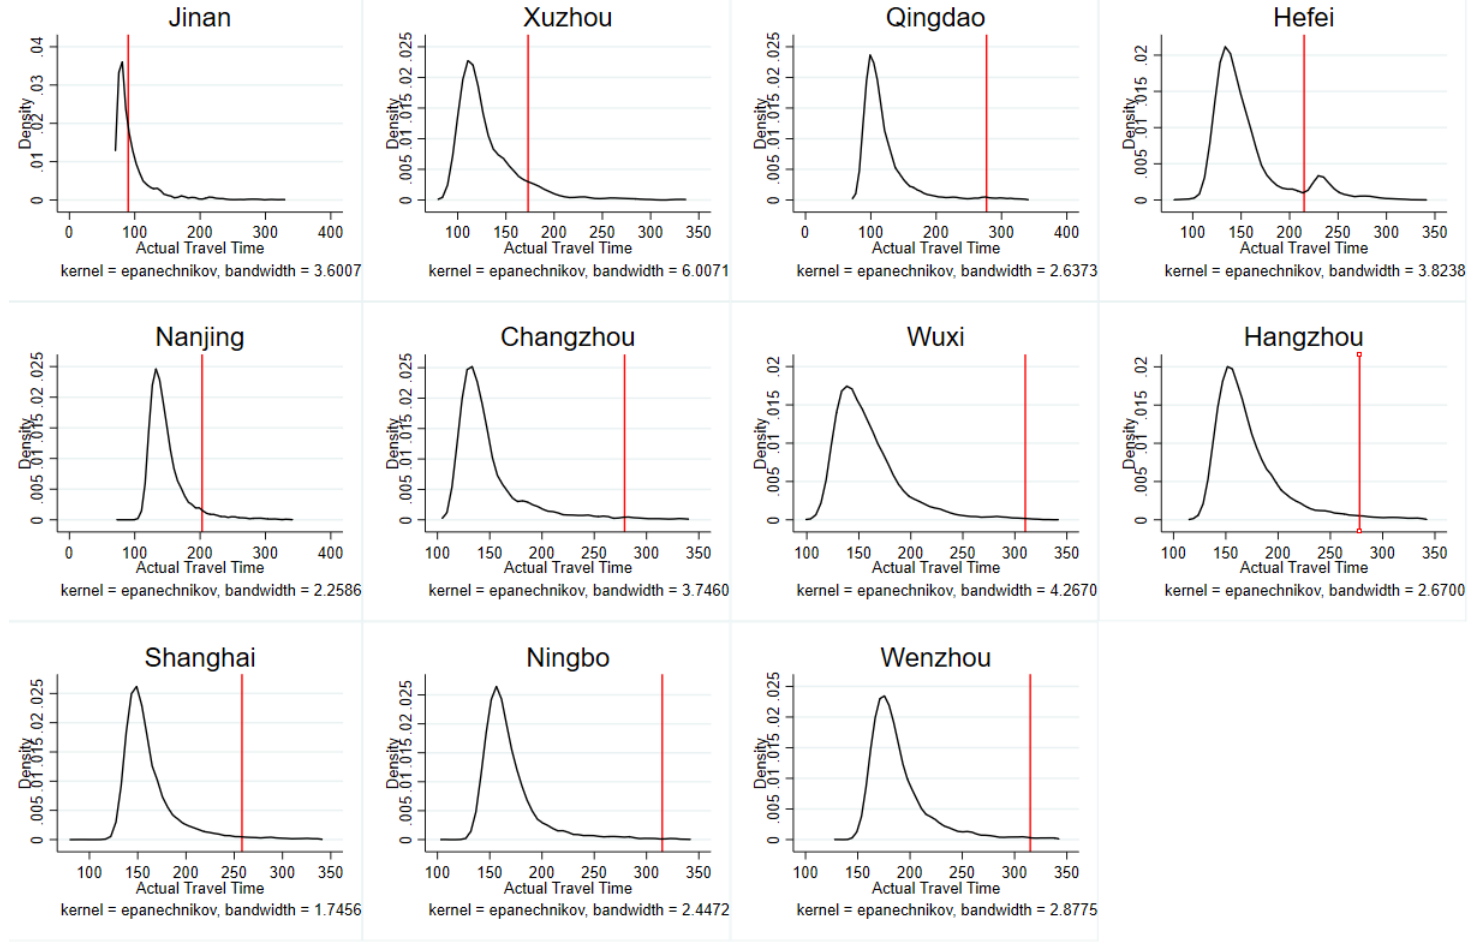 Jinan
Density
0 .01 .02 .03 .04
0 100 200 300 400
Actual Travel Time
kernel = epanechnikov, bandwidth = 3.6007
Xuzhou
Density
0 .005 .01 .015 .02 .025
100 150 200 250 300 350
Actual Travel Time
kernel = epanechnikov, bandwidth = 6.0071
Qingdao
Density
0 .005 .01 .015 .02 .025
0 100 200 300 400
Actual Travel Time
kernel = epanechnikov, bandwidth = 2.6373
Hefei
Density
0 .005 .01 .015 .02
100 150 200 250 300 350
Actual Travel Time
kernel = epanechnikov, bandwidth = 3.8238
Nanjing
Density
0 .005 .01 .015 .02 .025
0 100 200 300 400
Actual Travel Time
kernel = epanechnikov, bandwidth = 2.2586
Changzhou
Density
0 .005 .01 .015 .02 .025
100 150 200 250 300 350
Actual Travel Time
kernel = epanechnikov, bandwidth = 3.7460
Wuxi
Density
0 .005 .01 .015 .02
100 150 200 250 300 350
Actual Travel Time
kernel = epanechnikov, bandwidth = 4.2670
Hangzhou
Density
0 .005 .01 .015 .02
100 150 200 250 300 350
Actual Travel Time
kernel = epanechnikov, bandwidth = 2.6700
Shanghai
Density
0 .005 .01 .015 .02 .025
100 150 200 250 300 350
Actual Travel Time
kernel = epanechnikov, bandwidth = 1.7456
Ningbo
Density
0 .005 .01 .015 .02 .025
100 150 200 250 300 350
Actual Travel Time
kernel = epanechnikov, bandwidth = 2.4472
Wenzhou
Density
0 .005 .01 .015 .02 .025
100 150 200 250 300 350
Actual Travel Time
kernel = epanechnikov, bandwidth = 2.8775